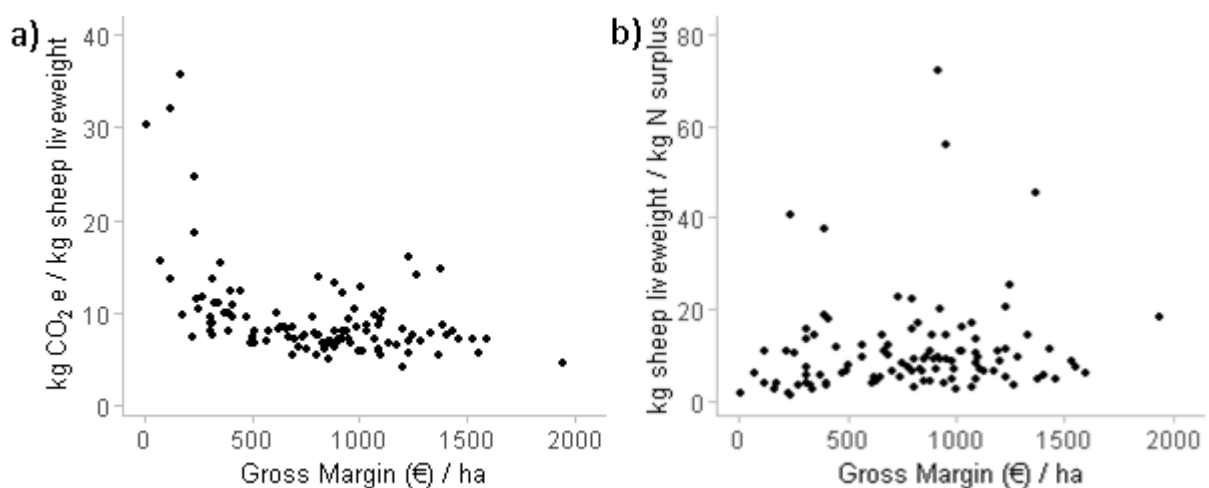 a)
kg CO₂ e / kg sheep liveweight
40
30
20
10
0
0 500 1000 1500 2000
Gross Margin (€) / ha
b)
kg sheep liveweight / kg N surplus
80
60
40
20
0
0 500 1000 1500 2000
Gross Margin (€) / ha